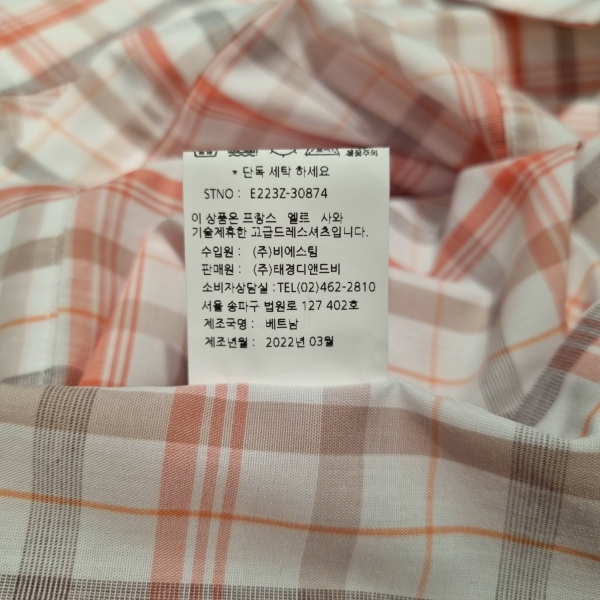 불꽃주의
* 단독 세탁 하세요
STNO : E223Z-30874
이 상품은 프랑스 엘르 사와
기술제휴한 고급드레스셔츠입니다.
수입원 : (주)비에스팀
판매원 : (주)태경디앤드비
소비자상담실 : TEL(02)462-2810
서울 송파구 법원로 127 402호
제조국명 : 베트남
제조년월 : 2022년 03월